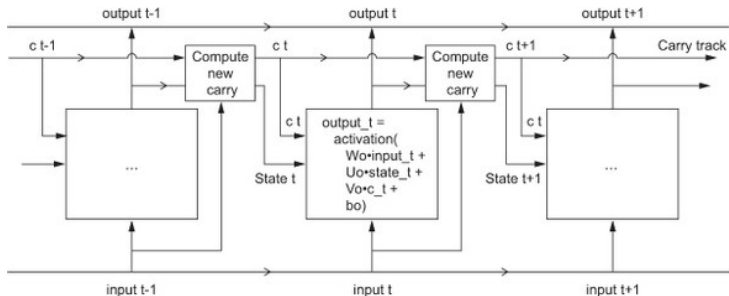 output t-1
output t
output t+1
c t-1
Compute
new
carry
c t
Compute
new
carry
c t+1
Carry track
...
c t
output_t =
activation(
Wo•input_t +
Uo•state_t +
Vo•c_t +
bo)
c t
...
State t
State t+1
input t-1
input t
input t+1